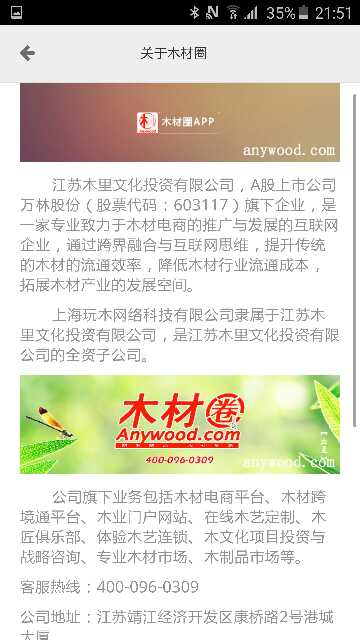 35% 21:51
关于木材圈
木材圈APP
anywood.com
江苏木里文化投资有限公司，A股上市公司
万林股份（股票代码：603117）旗下企业，是
一家专业致力于木材电商的推广与发展的互联网
企业，通过跨界融合与互联网思维，提升传统
的木材的流通效率，降低木材行业流通成本，
拓展木材产业的发展空间。
上海玩木网络科技有限公司隶属于江苏木
里文化投资有限公司，是江苏木里文化投资有限
公司的全资子公司。
木材圈
Anywood.com
400-096-0309
anywood.com
公司旗下业务包括木材电商平台、木材跨
境通平台、木业门户网站、在线木艺定制、木
匠俱乐部、体验木艺连锁、木文化项目投资与
战略咨询、专业木材市场、木制品市场等。
客服热线：400-096-0309
公司地址：江苏靖江经济开发区康桥路2号港城
大厦